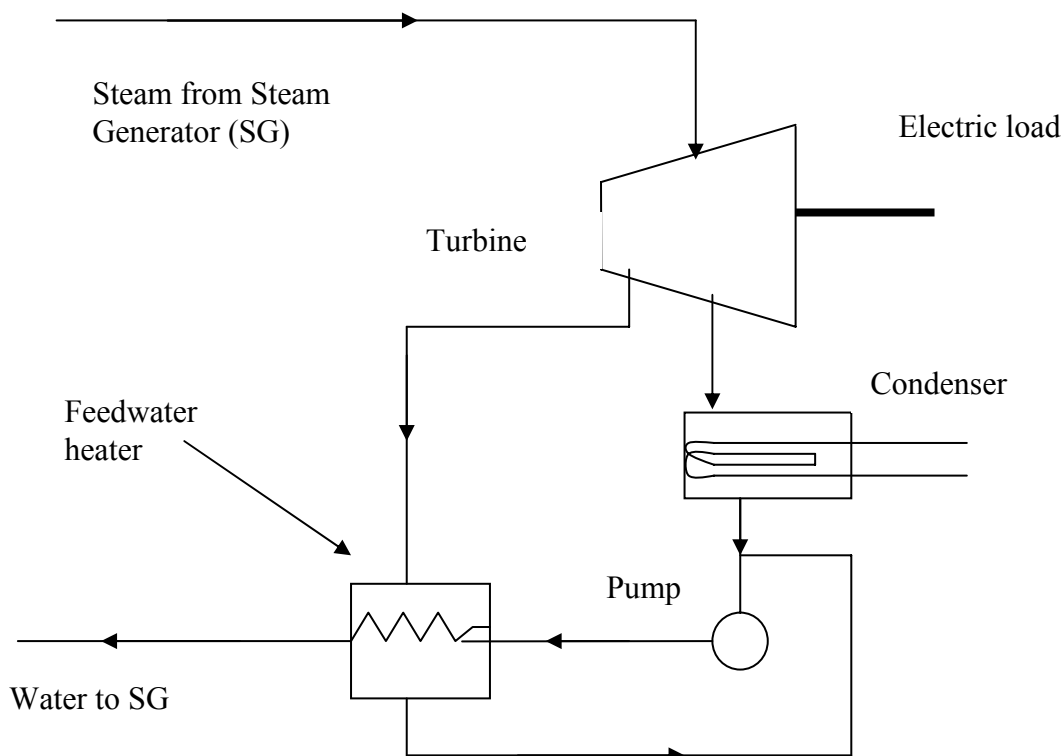 Steam from Steam
Generator (SG)
Electric load
Turbine
Condenser
Feedwater
heater
Pump
Water to SG